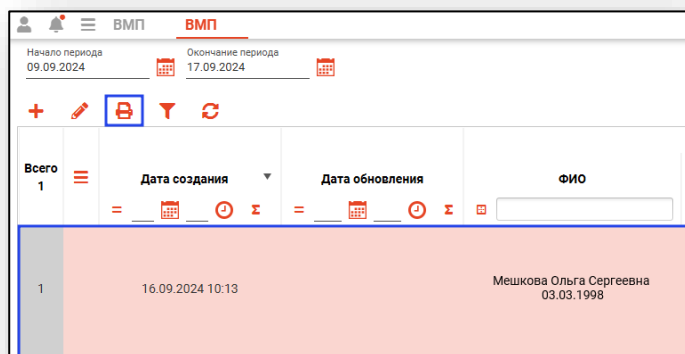 ВМП ВМП
Начало периода Окончание периода
09.09.2024 17.09.2024
Всего
1
Дата создания Дата обновления ФИО
= Σ = Σ
1 16.09.2024 10:13 Мешкова Ольга Сергеевна
03.03.1998